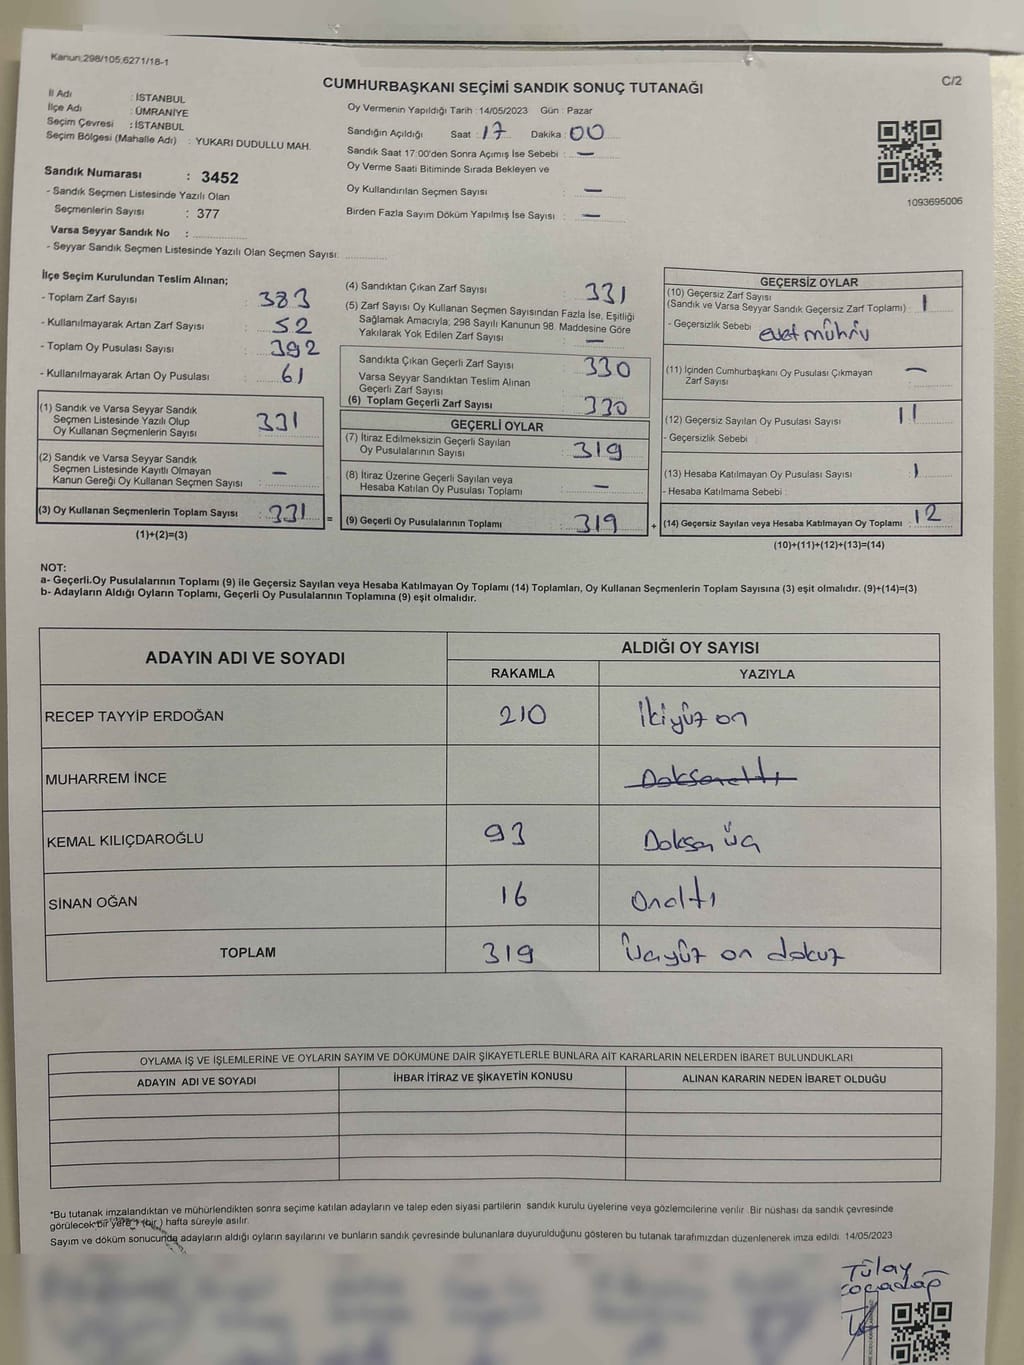 Kanun:298/105,6271/18-1
CUMHURBAŞKANI SEÇİMİ SANDIK SONUÇ TUTANAĞI
C/2
İl Adı : İSTANBUL
İlçe Adı : ÜMRANİYE
Seçim Çevresi : İSTANBUL
Seçim Bölgesi (Mahalle Adı) : YUKARI DUDULLU MAH.
Sandık Numarası : 3452
- Sandık Seçmen Listesinde Yazılı Olan
Seçmenlerin Sayısı : 377
Varsa Seyyar Sandık No :
- Seyyar Sandık Seçmen Listesinde Yazılı Olan Seçmen Sayısı:
Oy Vermenin Yapıldığı Tarih : 14/05/2023 Gün : Pazar
Sandığın Açıldığı Saat : 17 Dakika : 00
Sandık Saat 17:00'den Sonra Açımış İse Sebebi : —
Oy Verme Saati Bitiminde Sırada Bekleyen ve
Oy Kullandırılan Seçmen Sayısı : —
Birden Fazla Sayım Döküm Yapılmış İse Sayısı : —
1093695006
İlçe Seçim Kurulundan Teslim Alınan;
- Toplam Zarf Sayısı : 383
- Kullanılmayarak Artan Zarf Sayısı : 52
- Toplam Oy Pusulası Sayısı : 392
- Kullanılmayarak Artan Oy Pusulası : 61
(1) Sandık ve Varsa Seyyar Sandık
Seçmen Listesinde Yazılı Olup
Oy Kullanan Seçmenlerin Sayısı : 331
(2) Sandık ve Varsa Seyyar Sandık
Seçmen Listesinde Kayıtlı Olmayan
Kanun Gereği Oy Kullanan Seçmen Sayısı : —
(3) Oy Kullanan Seçmenlerin Toplam Sayısı : 331 =
(1)+(2)=(3)
(4) Sandıktan Çıkan Zarf Sayısı : 331
(5) Zarf Sayısı Oy Kullanan Seçmen Sayısından Fazla İse, Eşitliği
Sağlamak Amacıyla; 298 Sayılı Kanunun 98. Maddesine Göre
Yakılarak Yok Edilen Zarf Sayısı : —
Sandıkta Çıkan Geçerli Zarf Sayısı : 330
Varsa Seyyar Sandıktan Teslim Alınan
Geçerli Zarf Sayısı :
(6) Toplam Geçerli Zarf Sayısı : 330
GEÇERLİ OYLAR
(7) İtiraz Edilmeksizin Geçerli Sayılan
Oy Pusulalarının Sayısı : 319
(8) İtiraz Üzerine Geçerli Sayılan veya
Hesaba Katılan Oy Pusulası Toplamı : —
(9) Geçerli Oy Pusulalarının Toplamı : 319 +
GEÇERSİZ OYLAR
(10) Geçersiz Zarf Sayısı
(Sandık ve Varsa Seyyar Sandık Geçersiz Zarf Toplamı) : 1
- Geçersizlik Sebebi : evet mührü
(11) İçinden Cumhurbaşkanı Oy Pusulası Çıkmayan
Zarf Sayısı : —
(12) Geçersiz Sayılan Oy Pusulası Sayısı : 11
- Geçersizlik Sebebi :
(13) Hesaba Katılmayan Oy Pusulası Sayısı : 1
- Hesaba Katılmama Sebebi :
(14) Geçersiz Sayılan veya Hesaba Katılmayan Oy Toplamı : 12
(10)+(11)+(12)+(13)=(14)
NOT:
a- Geçerli.Oy Pusulalarının Toplamı (9) ile Geçersiz Sayılan veya Hesaba Katılmayan Oy Toplamı (14) Toplamları, Oy Kullanan Seçmenlerin Toplam Sayısına (3) eşit olmalıdır. (9)+(14)=(3)
b- Adayların Aldığı Oyların Toplamı, Geçerli Oy Pusulalarının Toplamına (9) eşit olmalıdır.
ADAYIN ADI VE SOYADI
ALDIĞI OY SAYISI
RAKAMLA YAZIYLA
RECEP TAYYİP ERDOĞAN 210 İkiyüz on
MUHARREM İNCE Doksanaltı
KEMAL KILIÇDAROĞLU 93 Doksan üç
SİNAN OĞAN 16 Onaltı
TOPLAM 319 Üçyüz on dokuz
OYLAMA İŞ VE İŞLEMLERİNE VE OYLARIN SAYIM VE DÖKÜMÜNE DAİR ŞİKAYETLERLE BUNLARA AİT KARARLARIN NELERDEN İBARET BULUNDUKLARI
ADAYIN ADI VE SOYADI
İHBAR İTİRAZ VE ŞİKAYETİN KONUSU
ALINAN KARARIN NEDEN İBARET OLDUĞU
*Bu tutanak imzalandıktan ve mühürlendikten sonra seçime katılan adayların ve talep eden siyasi partilerin sandık kurulu üyelerine veya gözlemcilerine verilir. Bir nüshası da sandık çevresinde
görülecek bir yere 1 (bir) hafta süreyle asılır.
Sayım ve döküm sonucunda adayların aldığı oyların sayılarını ve bunların sandık çevresinde bulunanlara duyurulduğunu gösteren bu tutanak tarafımızdan düzenlenerek imza edildi. 14/05/2023
Tülay